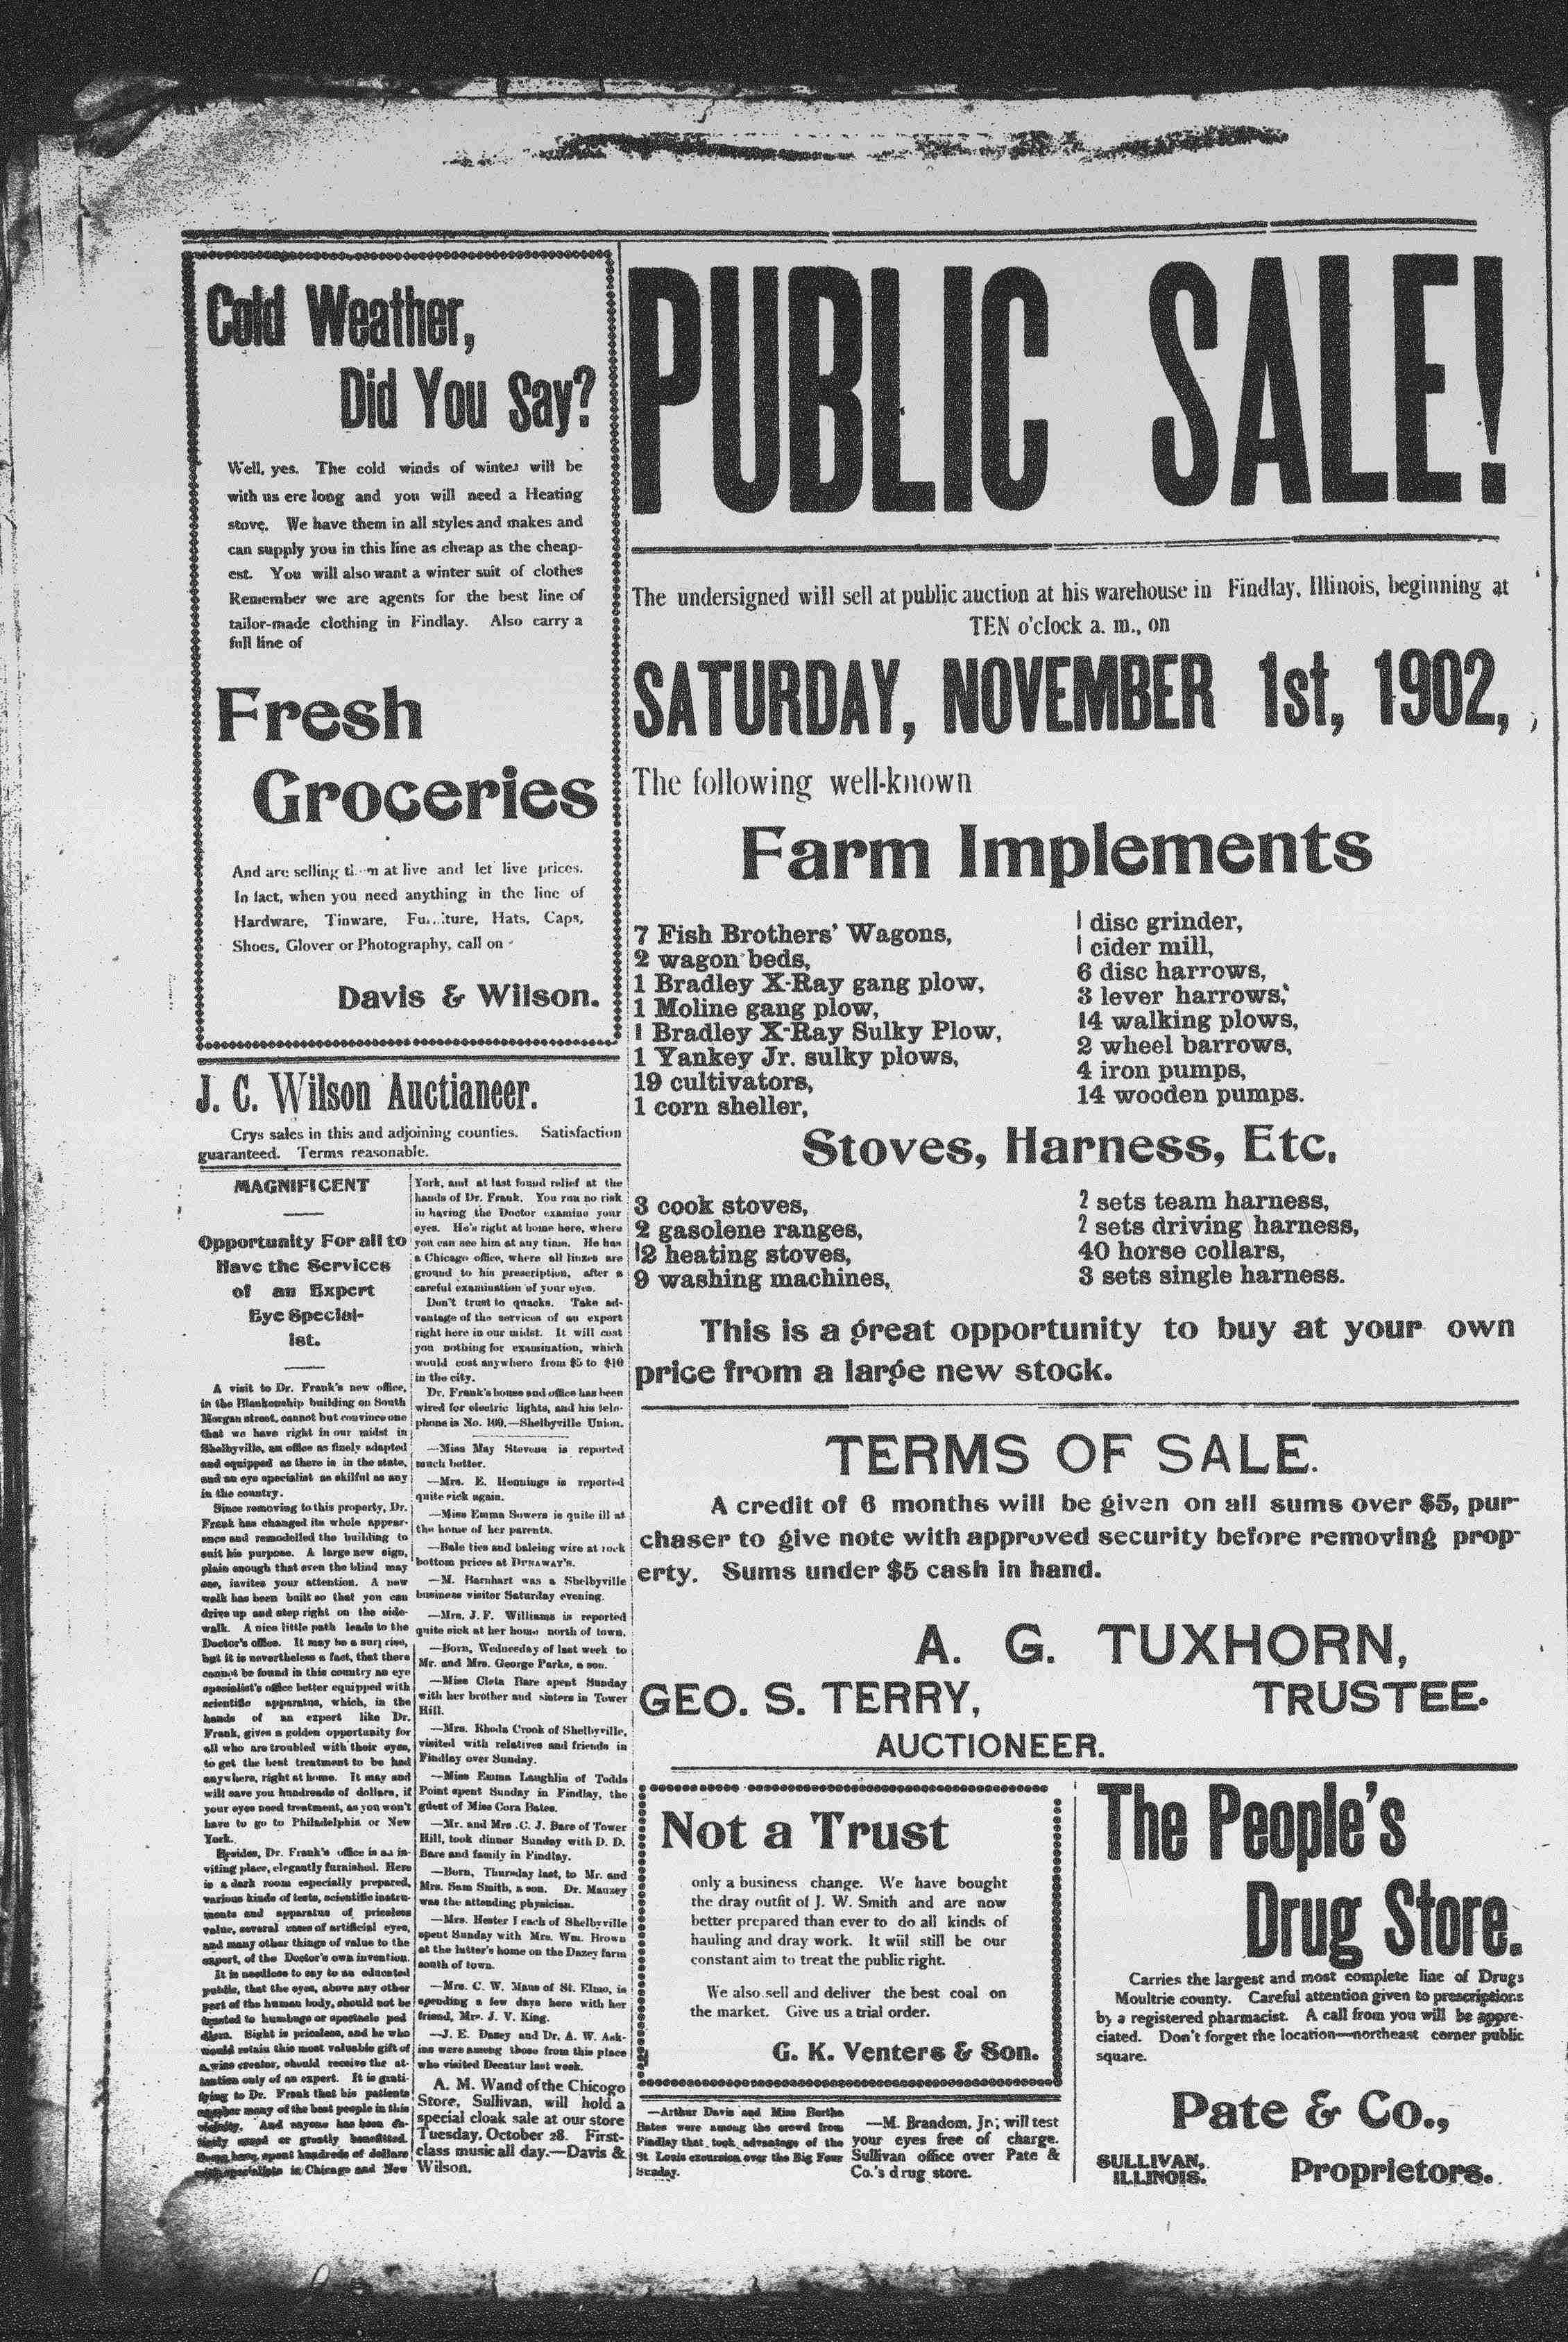 Cold Weather,
Did You Say?
Well, yes. The cold winds of winter will be
with us ere long and you will need a Heating
stove. We have them in all styles and makes and
can supply you in this line as cheap as the cheap-
est. You will also want a winter suit of clothes
Remember we are agents for the best line of
tailor-made clothing in Findlay. Also carry a
full line of
Fresh
Groceries
And are selling at live and let live prices.
In fact, when you need anything in the line of
Hardware, Tinware, Hats, Caps,
Shoes, Glover or Photography, call on
Davis & Wilson.
J. C. Wilson Auctianeer.
Crys sales in this and adjoining counties. Satisfaction
guaranteed. Terms reasonable.
MAGNIFICENT
Opportunity For all to
Have the Services
of an Expert
Eye Special-
ist.
A visit to Dr. Frank's new office,
in the Blankenship building on South
Morgan street, cannot but convince one
that we have right in our midst in
Shelbyville, an office as finely adapted
and equipped as there is in the state,
and an eye specialist as skilful as any
in the country.
Since removing to this property, Dr.
Frank has changed its whole appear-
ance and remodelled the building to
suit his purpose. A large new sign,
plain enough that even the blind may
see, invites your attention. A new
walk has been built so that you can
drive up and step right on the side-
walk. A nice little path leads to the
Doctor's office. It may be a surprise,
but it is nevertheless a fact, that there
cannot be found in this country an eye
specialist's office better equipped with
scientific apparatus, which, in the
hands of an expert like Dr.
Frank, gives a golden opportunity for
all who are troubled with their eyes,
to get the best treatment to be had
anywhere, right at home. It may and
will save you hundreads of dollars, if
your eyes need treatment, as you won't
have to go to Philadelphia or New
York.
Besides, Dr. Frank's office is as in-
viting place, elegantly furnished. Here
is a dark room especially prepared,
various kinds of tests, scientific instru-
ments and apparatus of priceless
value, several cases of artificial eyes,
and many other things of value to the
expert, of the Doctor's own invention.
It is needless to say to an educated
public, that the eyes, above any other
part of the human body, should not be
trusted to humbugs or spectacle ped
dlers. Sight is priceless, and he who
would retain this most valuable gift of
a wise creator, should receive the at-
tention only of an expert. It is grati-
fying to Dr. Frank that his patients
number many of the best people in this
vicinity. And anyone has been
cured or greatly benefitted.
Some have spent hundreds of dollars
with specialists in Chicago and New
York, and at last found relief at the
hands of Dr. Frank. You run no risk
in having the Doctor examine your
eyes. He's right at home here, where
you can see him at any time. He has
a Chicago office, where all linzes are
ground to his prescription, after a
careful examination of your eyes.
Don't trust to quacks. Take ad-
vantage of the services of an expert
right here in our midst. It will cost
you nothing for examination, which
would cost anywhere from $5 to $10
in the city.
Dr. Frank's house and office has been
wired for electric lights, and his tele-
phone is No. 100.—Shelbyville Union.
—Miss May Stevens is reported
much better.
—Mrs. E. Hennings is reported
quite sick again.
—Miss Emma Sowers is quite ill at
the home of her parents.
—Bale ties and baleing wire at rock
bottom prices at DUNAWAY'S.
—M. Barnhart was a Shelbyville
business visitor Saturday evening.
—Mrs. J. F. Williams is reported
quite sick at her home north of town.
—Born, Wednesday of last week to
Mr. and Mrs. George Parks, a son.
—Miss Cleta Bare spent Sunday
with her brother and sisters in Tower
Hill.
—Mrs. Rhoda Crook of Shelbyville,
visited with relatives and friends in
Findlay over Sunday.
—Miss Emma Laughlin of Todds
Point spent Sunday in Findlay, the
guest of Miss Cora Bates.
—Mr. and Mrs .C. J. Bare of Tower
Hill, took dinner Sunday with D. D.
Bare and family in Findlay.
—Born, Thursday last, to Mr. and
Mrs. Sam Smith, a son. Dr. Mauzey
was the attending physician.
—Mrs. Hester of Shelbyville
spent Sunday with Mrs. Wm. Brown
at the latter's home on the Dazey farm
south of town.
—Mrs. C. W. Maus of St. Elmo, is
spending a few days here with her
friend, Mrs. J. V. King.
—J. E. Dazey and Dr. A. W. Ask-
ins were among those from this place
who visited Decatur last week.
A. M. Wand of the Chicogo
Store, Sullivan, will hold a
special cloak sale at our store
Tuesday, October 28. First-
class music all day.—Davis &
Wilson.
PUBLIC SALE!
The undersigned will sell at public auction at his warehouse in Findlay, Illinois, beginning at
TEN o'clock a. m., on
SATURDAY, NOVEMBER 1st, 1902,
The following well-known
Farm Implements
7 Fish Brothers' Wagons,
2 wagon beds,
1 Bradley X-Ray gang plow,
1 Moline gang plow,
1 Bradley X-Ray Sulky Plow,
1 Yankey Jr. sulky plows,
19 cultivators,
1 corn sheller,
1 disc grinder,
1 cider mill,
6 disc harrows,
3 lever harrows,
14 walking plows,
2 wheel barrows,
4 iron pumps,
14 wooden pumps.
Stoves, Harness, Etc.
3 cook stoves,
2 gasolene ranges,
12 heating stoves,
9 washing machines,
2 sets team harness,
2 sets driving harness,
40 horse collars,
3 sets single harness.
This is a great opportunity to buy at your own
price from a large new stock.
TERMS OF SALE.
A credit of 6 months will be given on all sums over $5, pur-
chaser to give note with approved security before removing prop-
erty. Sums under $5 cash in hand.
A. G. TUXHORN,
TRUSTEE.
GEO. S. TERRY,
AUCTIONEER.
Not a Trust
only a business change. We have bought
the dray outfit of J. W. Smith and are now
better prepared than ever to do all kinds of
hauling and dray work. It wiil still be our
constant aim to treat the public right.
We also sell and deliver the best coal on
the market. Give us a trial order.
G. K. Venters & Son.
—Arthur Davis and Miss Bertha
Bates were among the crowd from
Findlay that took advantage of the
St. Louis excursion over the Big Four
Sunday.
—M. Brandom, Jr; will test
your eyes free of charge.
Sullivan office over Pate &
Co.'s drug store.
The People's
Drug Store.
Carries the largest and most complete line of Drugs
Moultrie county. Careful attention given to prescriptions
by a registered pharmacist. A call from you will be appre-
ciated. Don't forget the location—northeast corner public
square.
Pate & Co.,
SULLIVAN,
ILLINOIS.
Proprietors.